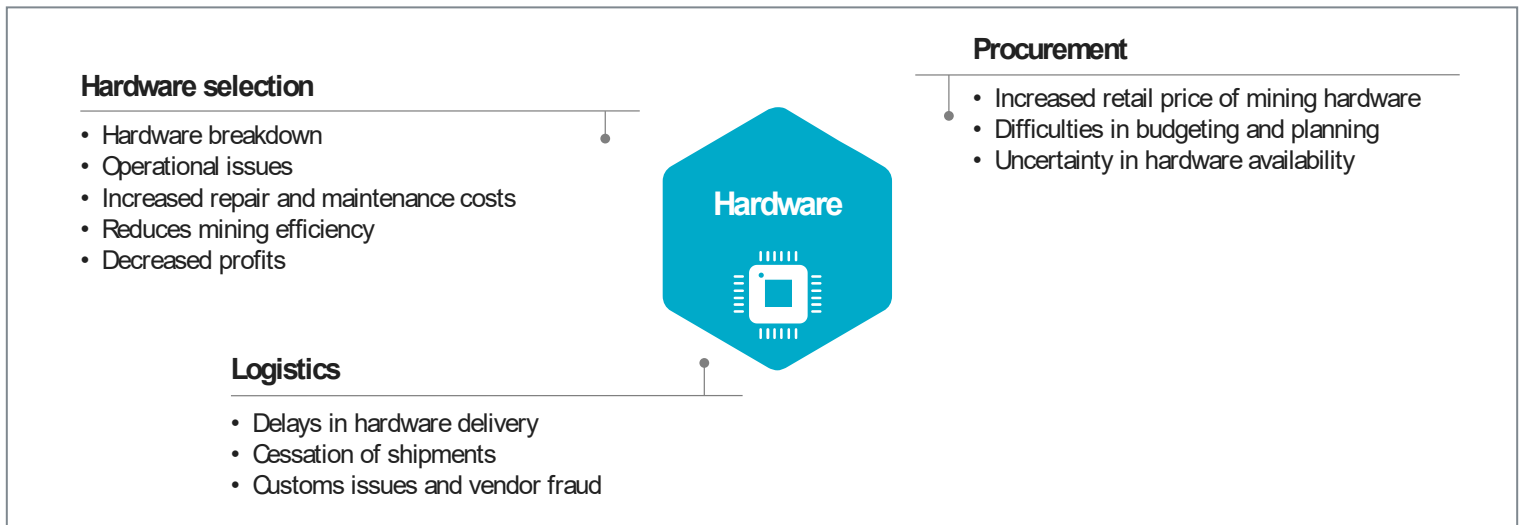 Hardware selection
• Hardware breakdown
• Operational issues
• Increased repair and maintenance costs
• Reduces mining efficiency
• Decreased profits
Procurement
• Increased retail price of mining hardware
• Difficulties in budgeting and planning
• Uncertainty in hardware availability
Hardware
Logistics
• Delays in hardware delivery
• Cessation of shipments
• Customs issues and vendor fraud